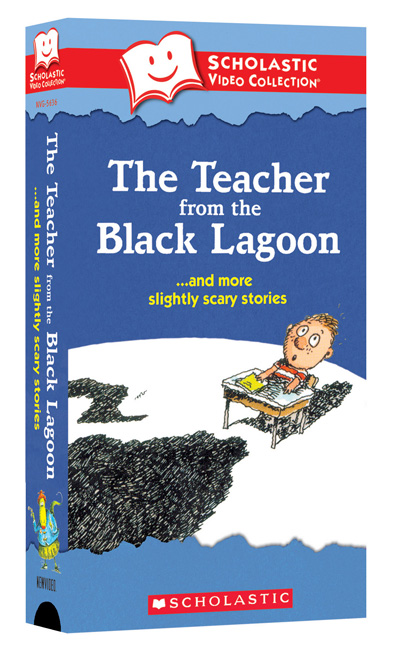 SCHOLASTIC
VIDEO COLLECTION®
The Teacher
from the
Black Lagoon
...and more
slightly scary stories
SCHOLASTIC
SCHOLASTIC
VIDEO COLLECTION
The Teacher from the Black Lagoon
...and more slightly scary stories
NEWVIDEO